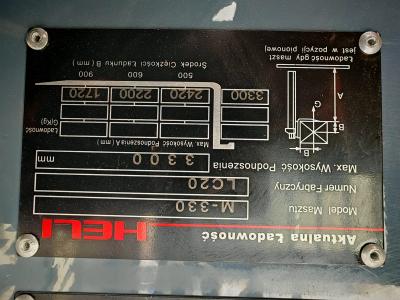 HELI Aktualna Ładowność
Model Masztu M-330
Numer Fabryczny LC20
Max. Wysokość Podnoszenia 3300 mm
Max. Wysokość Podnoszenia A (mm)
Ładowność G(Kg)
3300 2420 2200 1720
500 600 900
Środek Ciężkości Ładunku B (mm)
B
B
G
A
Ładowność gdy maszt
jest w pozycji pionowej